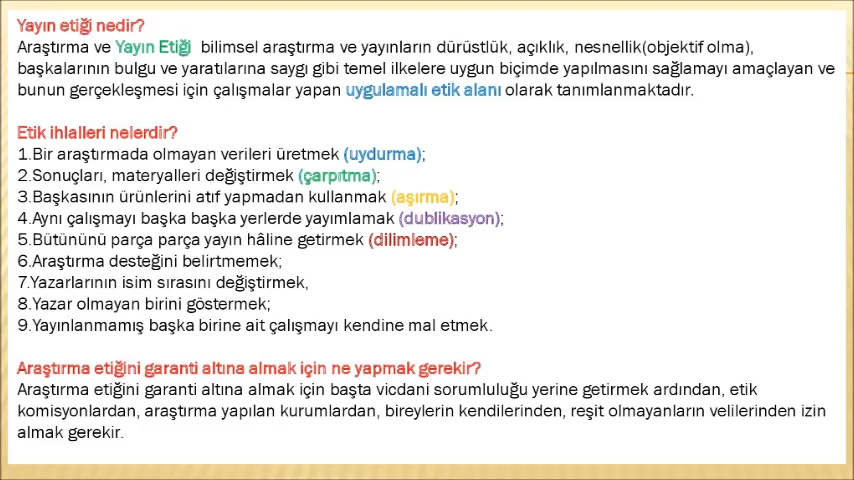 Yayın etiği nedir?
Araştırma ve Yayın Etiği bilimsel araştırma ve yayınların dürüstlük, açıklık, nesnellik(objektif olma),
başkalarının bulgu ve yaratılarına saygı gibi temel ilkelere uygun biçimde yapılmasını sağlamayı amaçlayan ve
bunun gerçekleşmesi için çalışmalar yapan uygulamalı etik alanı olarak tanımlanmaktadır.
Etik ihlalleri nelerdir?
1.Bir araştırmada olmayan verileri üretmek (uydurma);
2.Sonuçları, materyalleri değiştirmek (çarpıtma);
3.Başkasının ürünlerini atıf yapmadan kullanmak (aşırma);
4.Aynı çalışmayı başka başka yerlerde yayımlamak (dublikasyon);
5.Bütününü parça parça yayın hâline getirmek (dilimleme);
6.Araştırma desteğini belirtmemek;
7.Yazarlarının isim sırasını değiştirmek,
8.Yazar olmayan birini göstermek;
9.Yayınlanmamış başka birine ait çalışmayı kendine mal etmek.
Araştırma etiğini garanti altına almak için ne yapmak gerekir?
Araştırma etiğini garanti altına almak için başta vicdani sorumluluğu yerine getirmek ardından, etik
komisyonlardan, araştırma yapılan kurumlardan, bireylerin kendilerinden, reşit olmayanların velilerinden izin
almak gerekir.